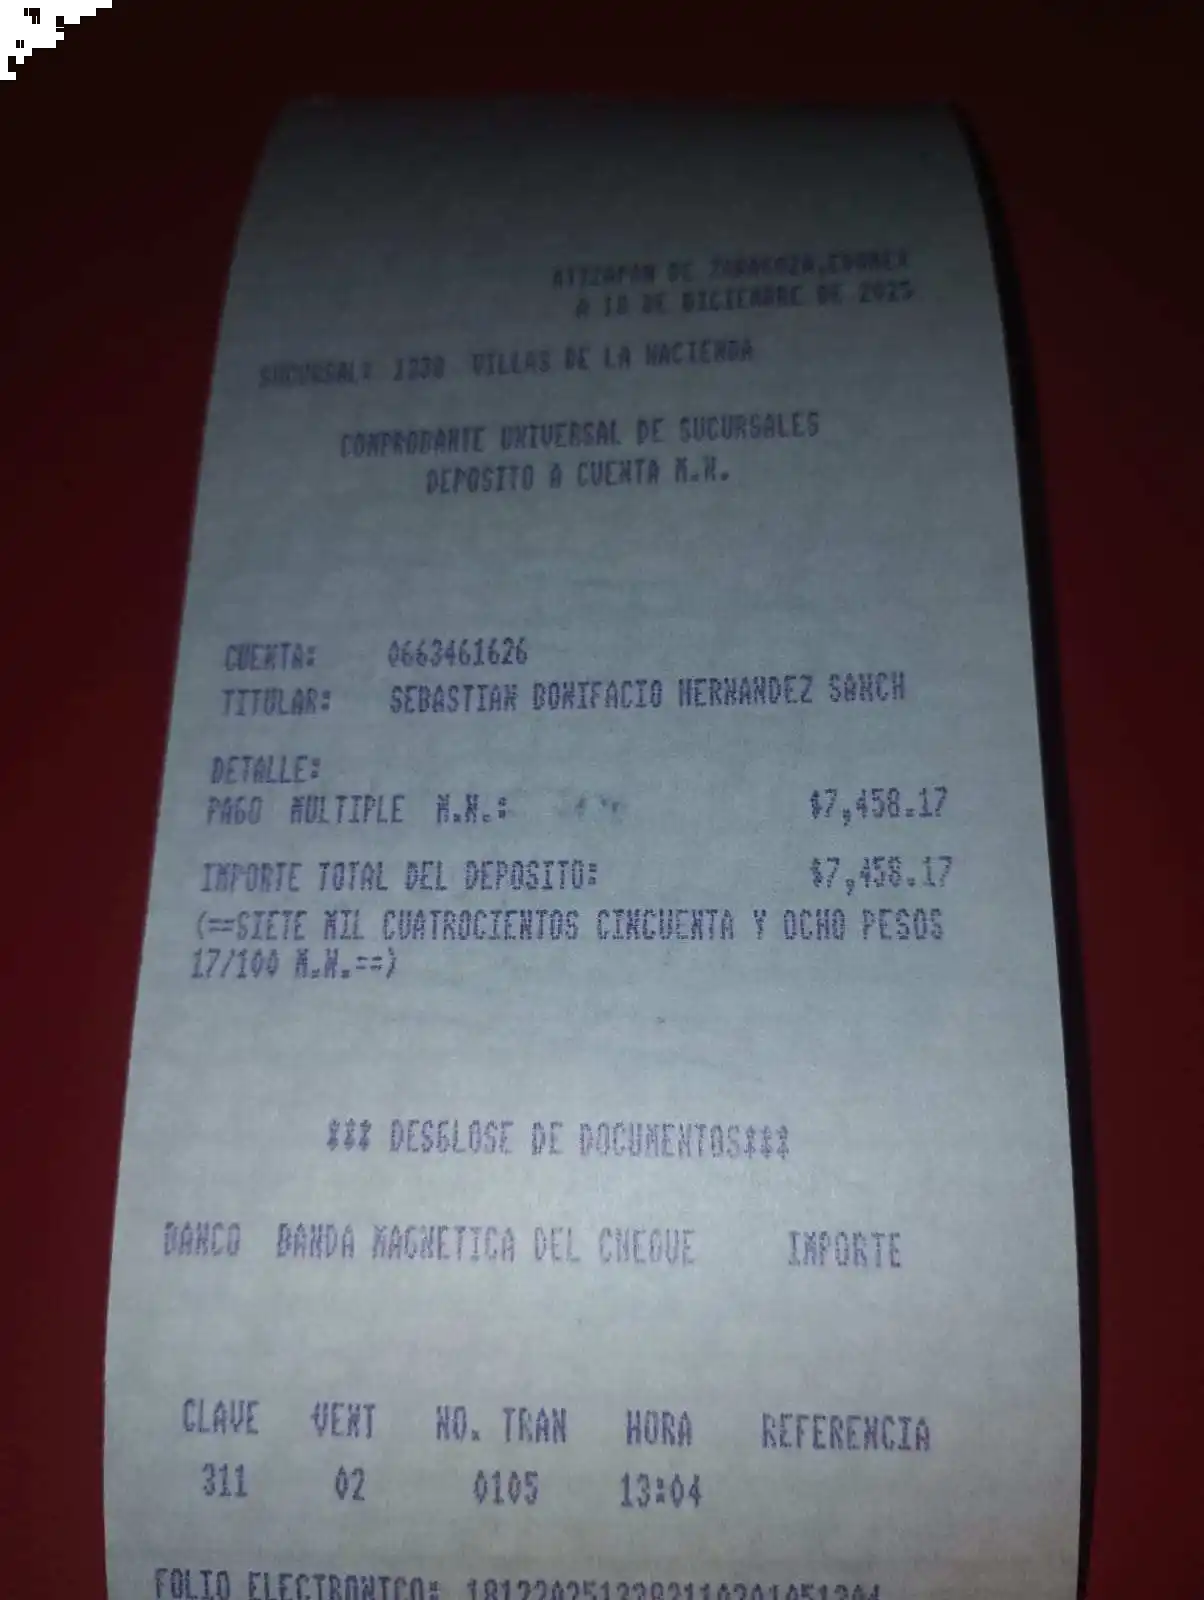 ATIZAPAN DE ZARAGOZA,EDOMEX
A 18 DE DICIEMBRE DE 2025
SUCURSAL: 1338 VILLAS DE LA HACIENDA
COMPROBANTE UNIVERSAL DE SUCURSALES
DEPOSITO A CUENTA M.N.
CUENTA: 0663461626
TITULAR: SEBASTIAN BONIFACIO HERNANDEZ SANCH
DETALLE:
PAGO MULTIPLE M.N.: $7,458.17
IMPORTE TOTAL DEL DEPOSITO: $7,458.17
(==SIETE MIL CUATROCIENTOS CINCUENTA Y OCHO PESOS
17/100 M.N.==)
*** DESGLOSE DE DOCUMENTOS***
BANCO BANDA MAGNETICA DEL CHEQUE IMPORTE
CLAVE VENT NO. TRAN HORA REFERENCIA
311 02 0105 13:04
FOLIO ELECTRONICO: